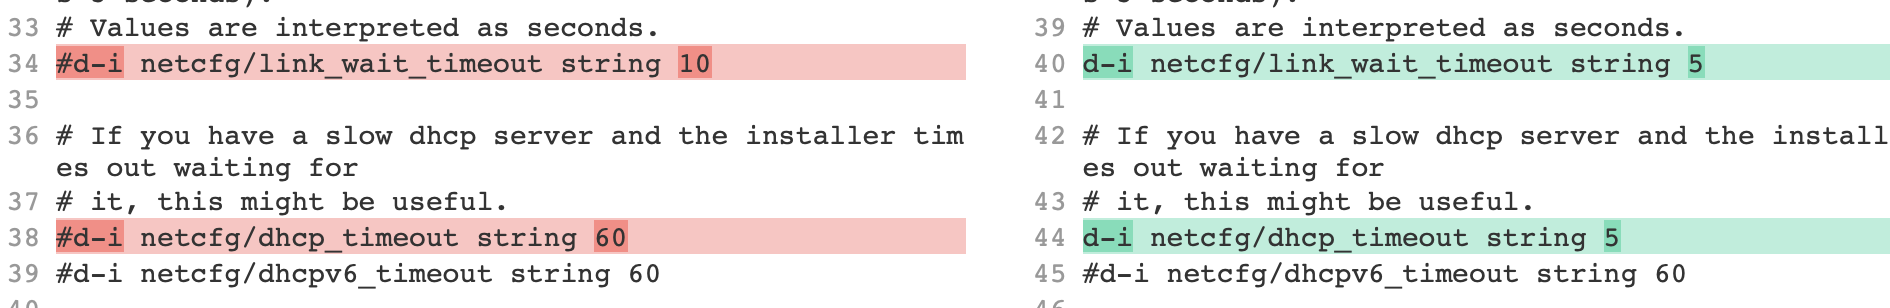 33 # Values are interpreted as seconds.
34 #d-i netcfg/link_wait_timeout string 10
35
36 # If you have a slow dhcp server and the installer tim
es out waiting for
37 # it, this might be useful.
38 #d-i netcfg/dhcp_timeout string 60
39 #d-i netcfg/dhcpv6_timeout string 60
39 # Values are interpreted as seconds.
40 d-i netcfg/link_wait_timeout string 5
41
42 # If you have a slow dhcp server and the install
es out waiting for
43 # it, this might be useful.
44 d-i netcfg/dhcp_timeout string 5
45 #d-i netcfg/dhcpv6_timeout string 60